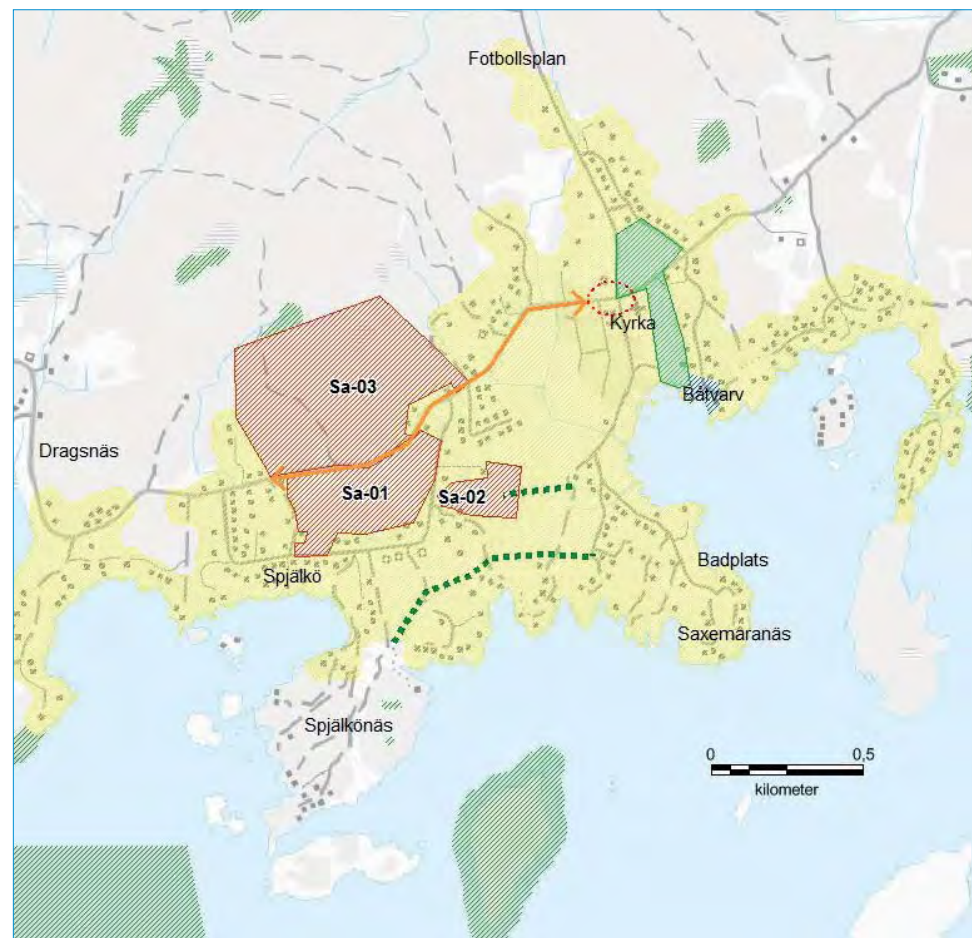 Fotbollsplan
Kyrka
Sa-03
Båtvarv
Dragsnäs
Sa-01
Sa-02
Badplats
Spjälkö
Saxemaranäs
Spjälkönäs
0 0,5
kilometer